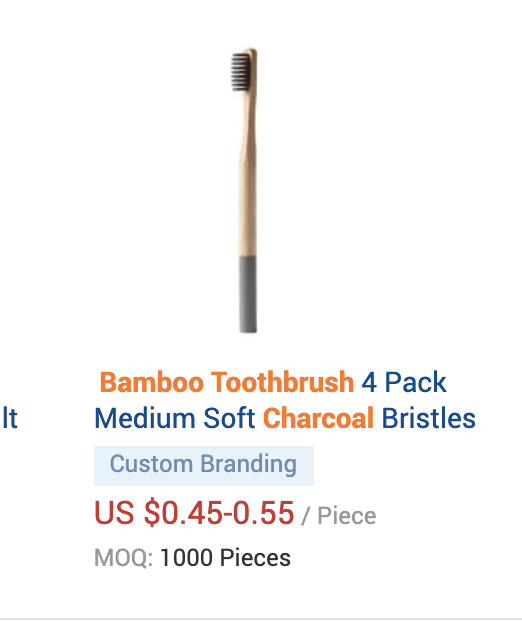 Bamboo Toothbrush 4 Pack
lt
Medium Soft Charcoal Bristles
Custom Branding
US $0.45-0.55 / Piece
MOQ: 1000 Pieces